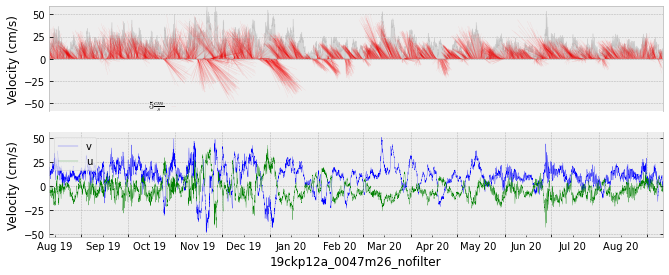 Velocity (cm/s)
50
25
0
−25
−50
5 cm/s
Velocity (cm/s)
50
25
0
−25
−50
v
u
Aug 19 Sep 19 Oct 19 Nov 19 Dec 19 Jan 20 Feb 20 Mar 20 Apr 20 May 20 Jun 20 Jul 20 Aug 20
19ckp12a_0047m26_nofilter